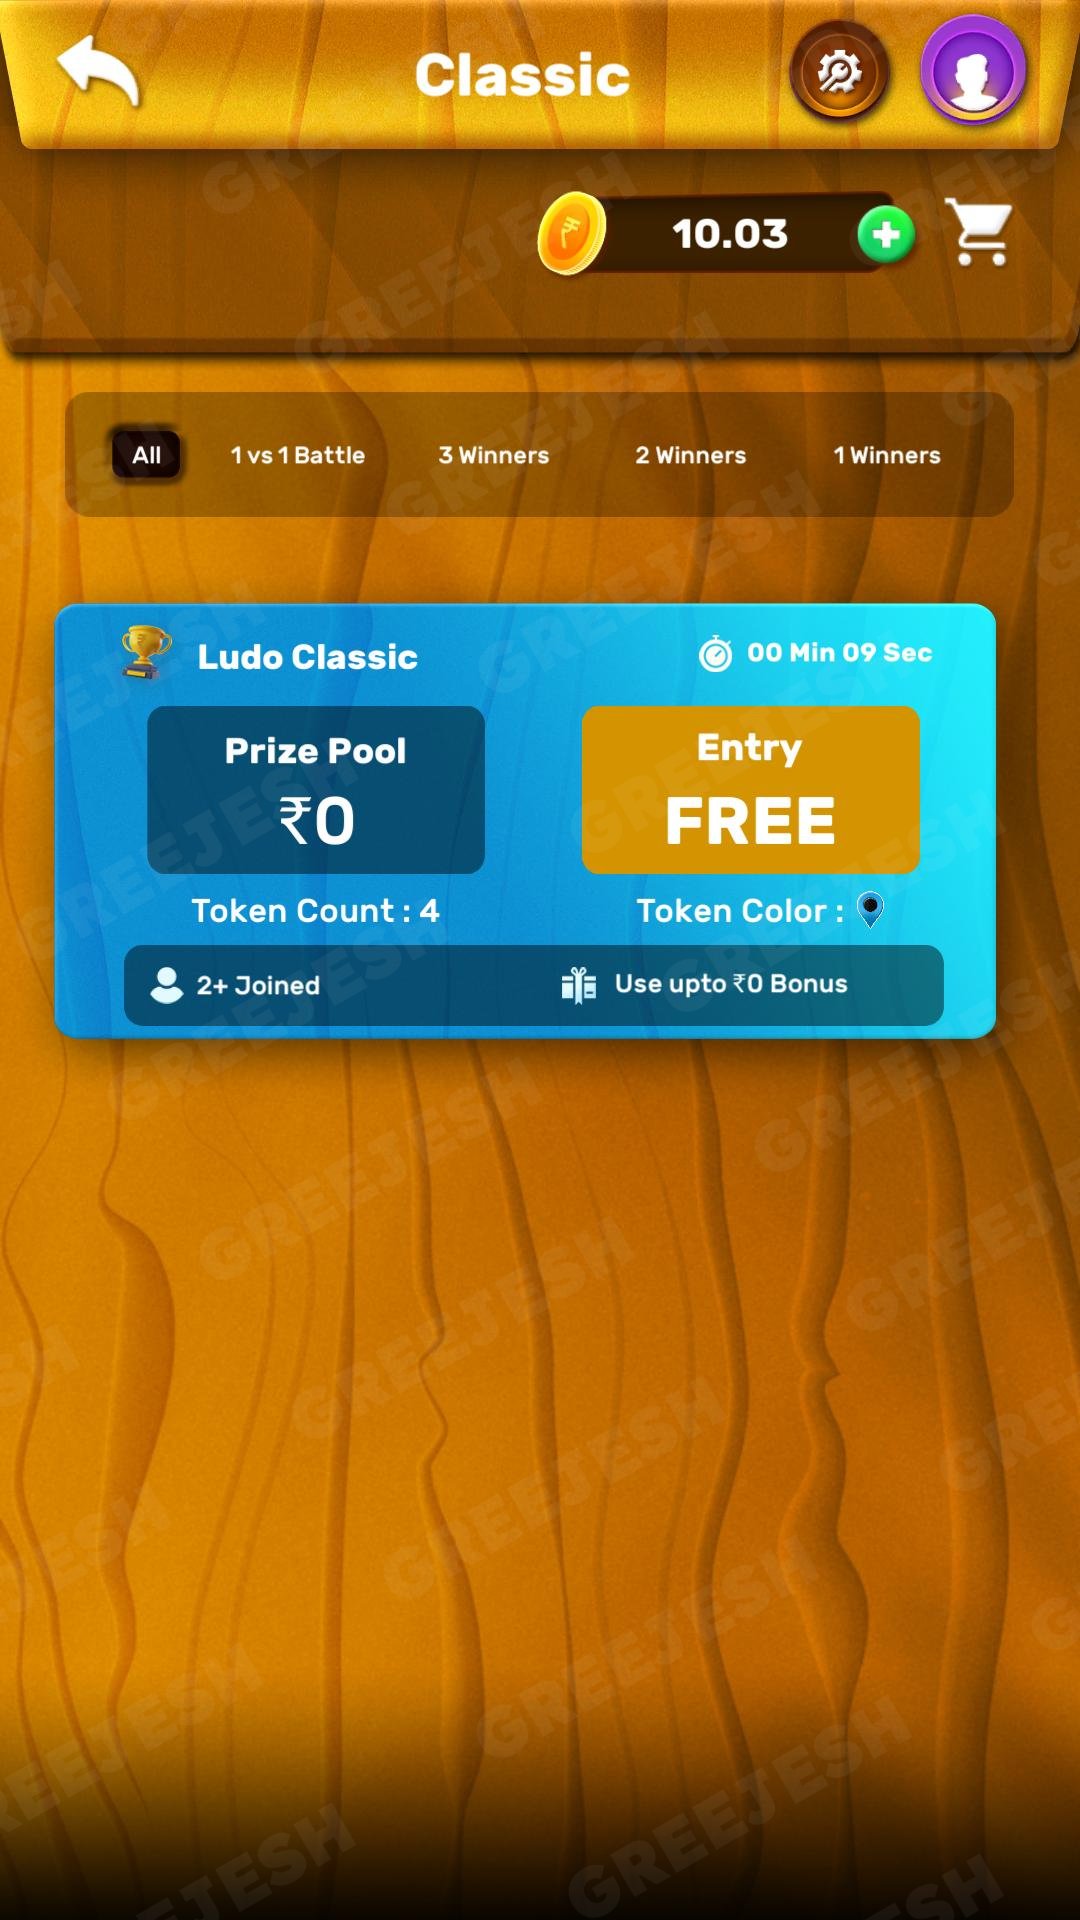 Classic
10.03
All 1 vs 1 Battle 3 Winners 2 Winners 1 Winners
Ludo Classic 00 Min 09 Sec
Prize Pool Entry
₹0 FREE
Token Count : 4 Token Color :
2+ Joined Use upto ₹0 Bonus
GREEJESH